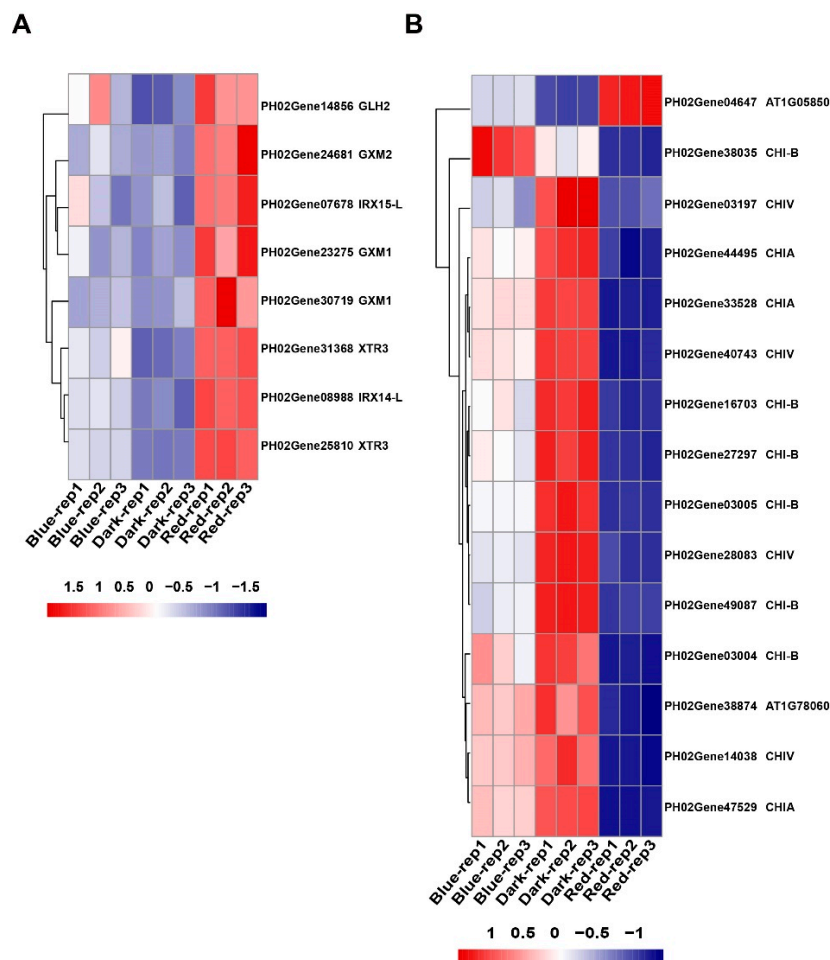 A
PH02Gene14856 GLH2
PH02Gene24681 GXM2
PH02Gene07678 IRX15-L
PH02Gene23275 GXM1
PH02Gene30719 GXM1
PH02Gene31368 XTR3
PH02Gene08988 IRX14-L
PH02Gene25810 XTR3
Blue-rep1
Blue-rep2
Blue-rep3
Dark-rep1
Dark-rep2
Dark-rep3
Red-rep1
Red-rep2
Red-rep3
1.5 1 0.5 0 −0.5 −1 −1.5
B
PH02Gene04647 AT1G05850
PH02Gene38035 CHI-B
PH02Gene03197 CHIV
PH02Gene44495 CHIA
PH02Gene33528 CHIA
PH02Gene40743 CHIV
PH02Gene16703 CHI-B
PH02Gene27297 CHI-B
PH02Gene03005 CHI-B
PH02Gene28083 CHIV
PH02Gene49087 CHI-B
PH02Gene03004 CHI-B
PH02Gene38874 AT1G78060
PH02Gene14038 CHIV
PH02Gene47529 CHIA
Blue-rep1
Blue-rep2
Blue-rep3
Dark-rep1
Dark-rep2
Dark-rep3
Red-rep1
Red-rep2
Red-rep3
1 0.5 0 −0.5 −1